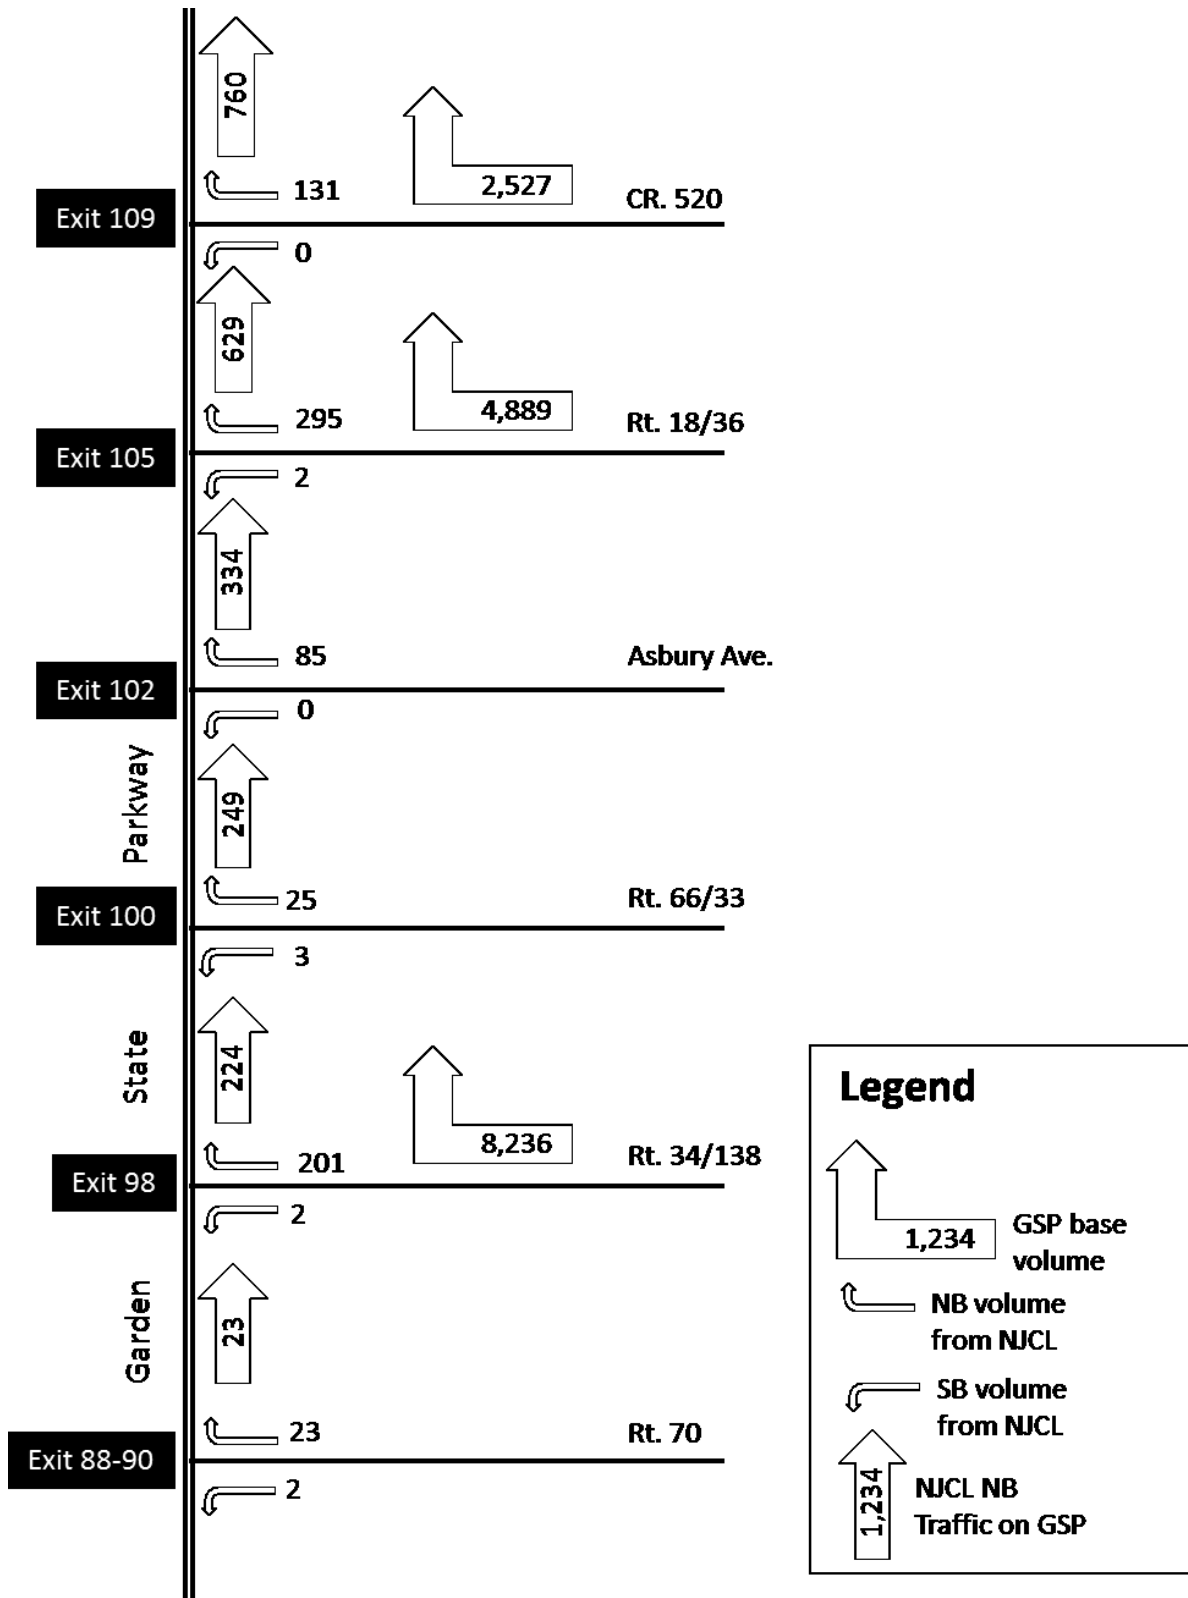 760
131
2,527
CR. 520
Exit 109
0
629
295
4,889
Rt. 18/36
Exit 105
2
334
85
Asbury Ave.
Exit 102
0
Parkway
249
25
Rt. 66/33
Exit 100
3
State
224
201
8,236
Rt. 34/138
Exit 98
2
Garden
23
23
Rt. 70
Exit 88-90
2
Legend
1,234
GSP base
volume
NB volume
from NJCL
SB volume
from NJCL
1,234
NJCL NB
Traffic on GSP